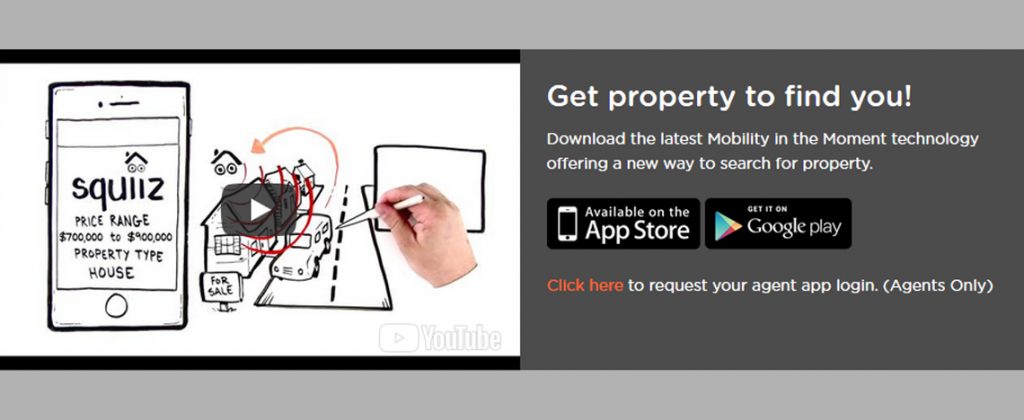 squiiz
PRICE RANGE
$700,000 to $900,000
PROPERTY TYPE
HOUSE
FOR
SALE
YouTube
Get property to find you!
Download the latest Mobility in the Moment technology
offering a new way to search for property.
Available on the
App Store
GET IT ON
Google play
Click here to request your agent app login. (Agents Only)